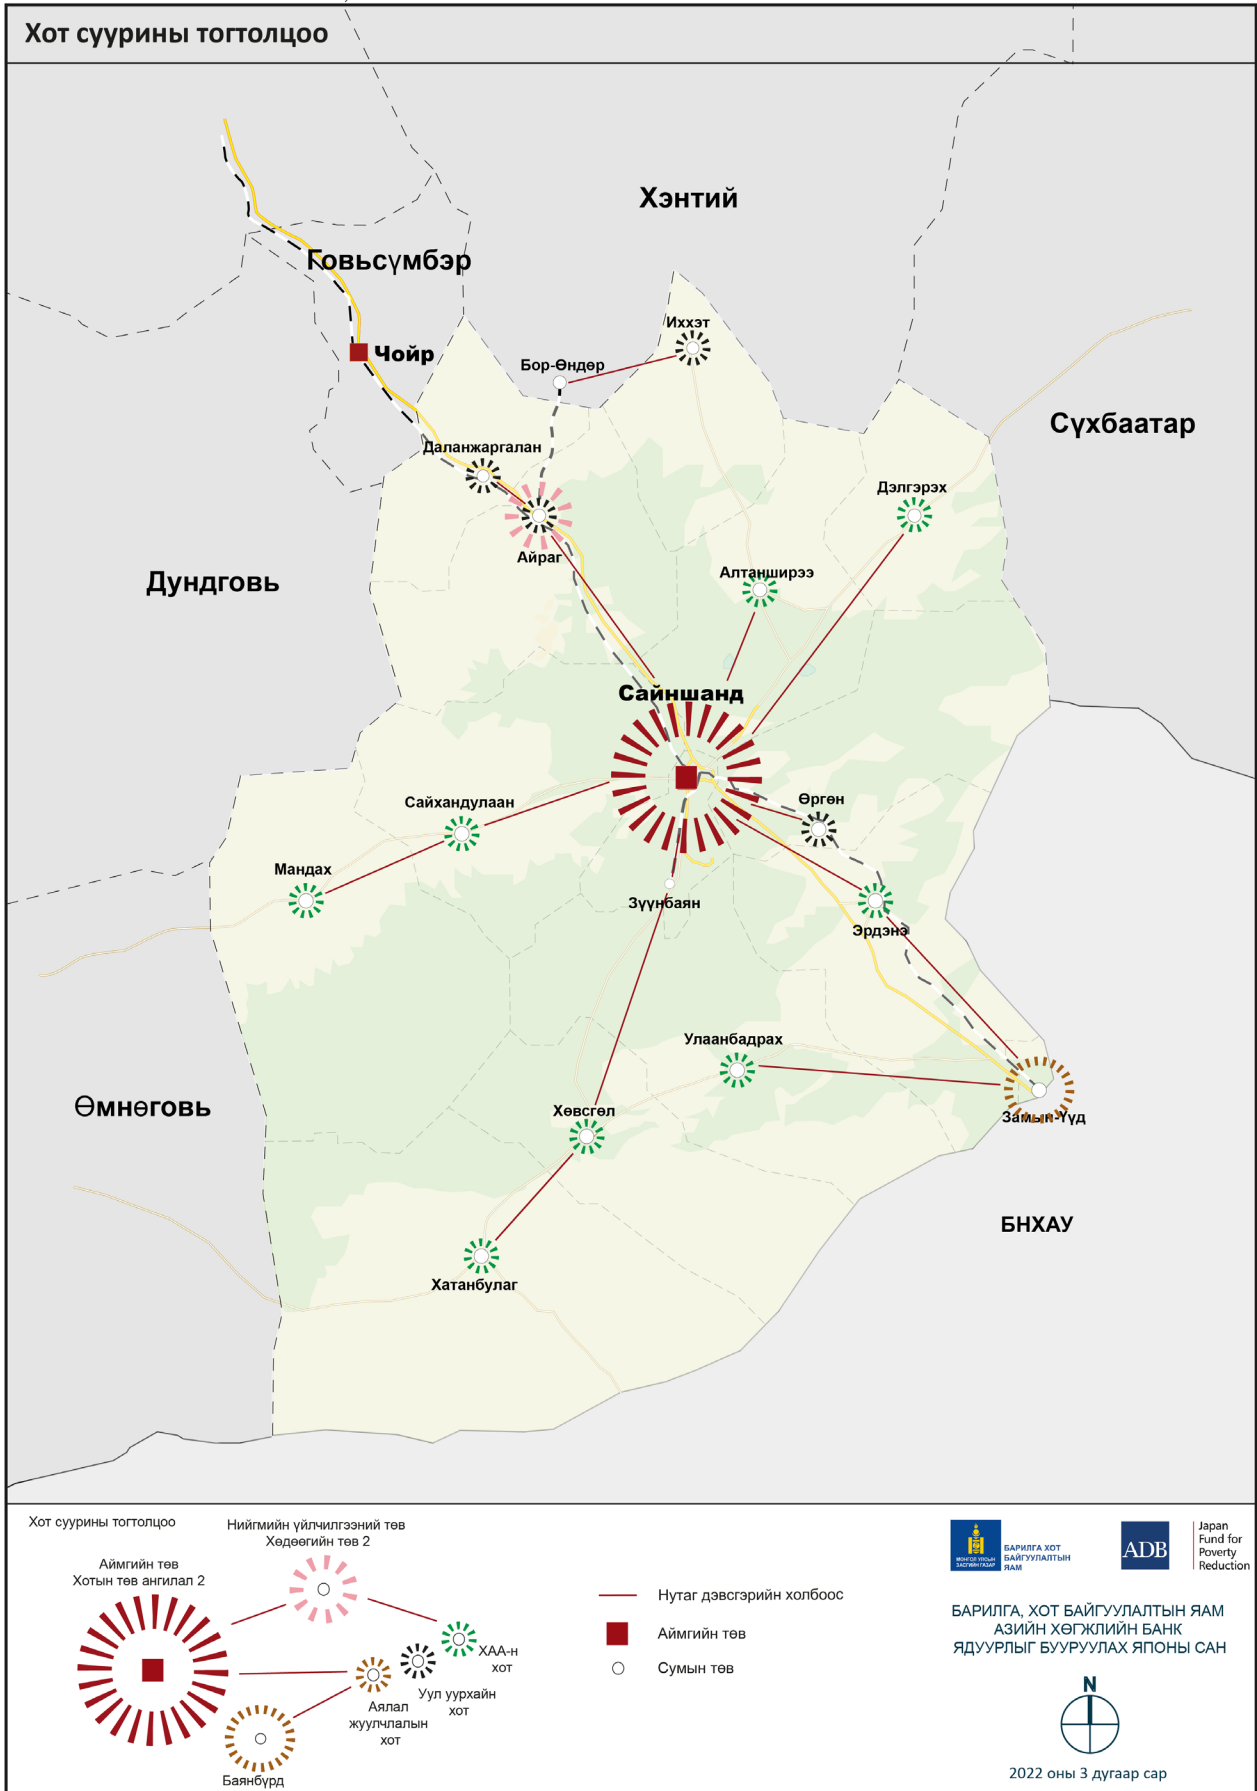 Хот суурины тогтолцоо
Хэнтий
Говьсүмбэр
Иххэт
Чойр
Бор-Өндөр
Сүхбаатар
Даланжаргалан
Дэлгэрэх
Айраг
Алтанширээ
Дундговь
Сайншанд
Сайхандулаан
Өргөн
Мандах
Зүүнбаян
Эрдэнэ
Улаанбадрах
Өмнөговь
Хөвсгөл
Замын-Үүд
БНХАУ
Хатанбулаг
Хот суурины тогтолцоо
Нийгмийн үйлчилгээний төв
Хөдөөгийн төв 2
Аймгийн төв
Хотын төв ангилал 2
ХАА-н
хот
Уул уурхайн
хот
Аялал
жуулчлалын
хот
Баянбүрд
Нутаг дэвсгэрийн холбоос
Аймгийн төв
Сумын төв
МОНГОЛ УЛСЫН
ЗАСГИЙН ГАЗАР
БАРИЛГА ХОТ
БАЙГУУЛАЛТЫН
ЯАМ
ADB
Japan
Fund for
Poverty
Reduction
БАРИЛГА, ХОТ БАЙГУУЛАЛТЫН ЯАМ
АЗИЙН ХӨГЖЛИЙН БАНК
ЯДУУРЛЫГ БУУРУУЛАХ ЯПОНЫ САН
N
2022 оны 3 дугаар сар